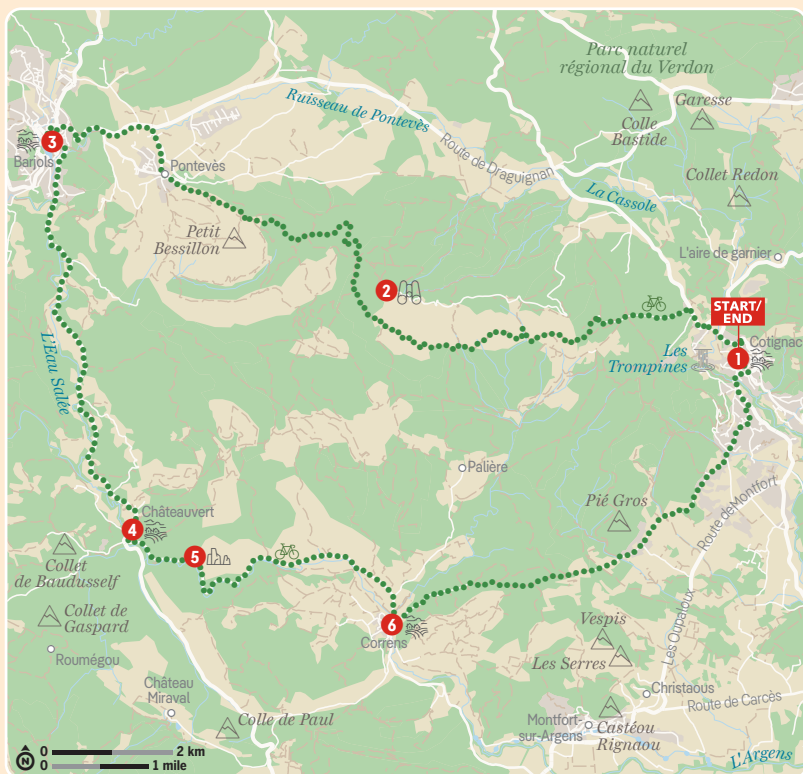 Parc naturel
régional du Verdon
Garesse
Colle
Bastide
Ruisseau de Pontevès
Route de Draguignan
3
Barjols
Pontevès
La Cassole
Collet Redon
Petit
Bessillon
L'aire de garnier
2
START/
END
1
Cotignac
Les
Trompines
L'Eau Salée
Palière
Route de Montfort
Pié Gros
Châteauvert
4
5
Collet
de Baudusself
Collet de
Gaspard
6
Correns
Vespis
Les Serres
Les Oupatoux
Roumégou
Château
Miraval
Christaous
Route de Carcès
Colle de Paul
Montfort-
sur-Argens
Castéou
Rignaou
L'Argens
N
0 2 km
0 1 mile